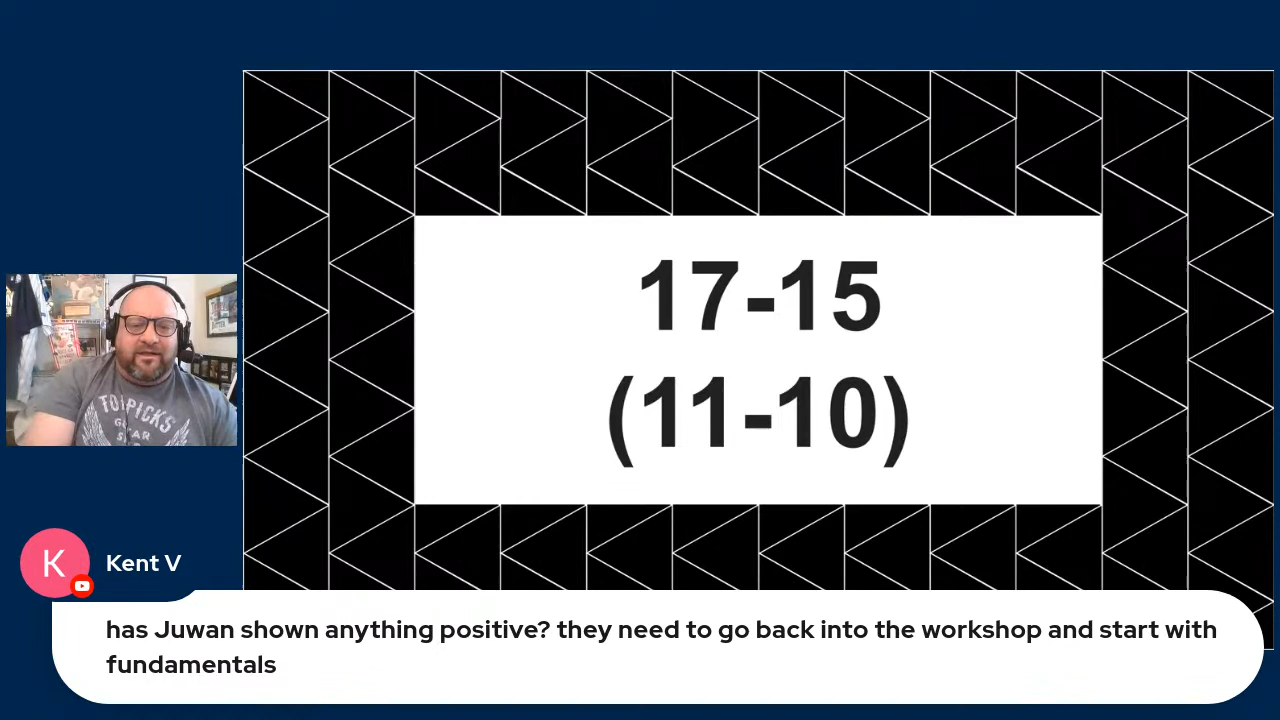 17-15
(11-10)
TOPPICKS
K
Kent V
has Juwan shown anything positive? they need to go back into the workshop and start with
fundamentals